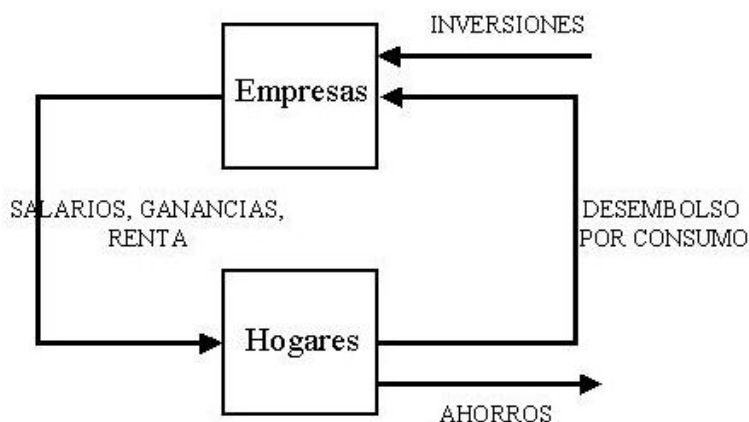 INVERSIONES
Empresas
SALARIOS, GANANCIAS,
RENTA
DESEMBOLSO
POR CONSUMO
Hogares
AHORROS